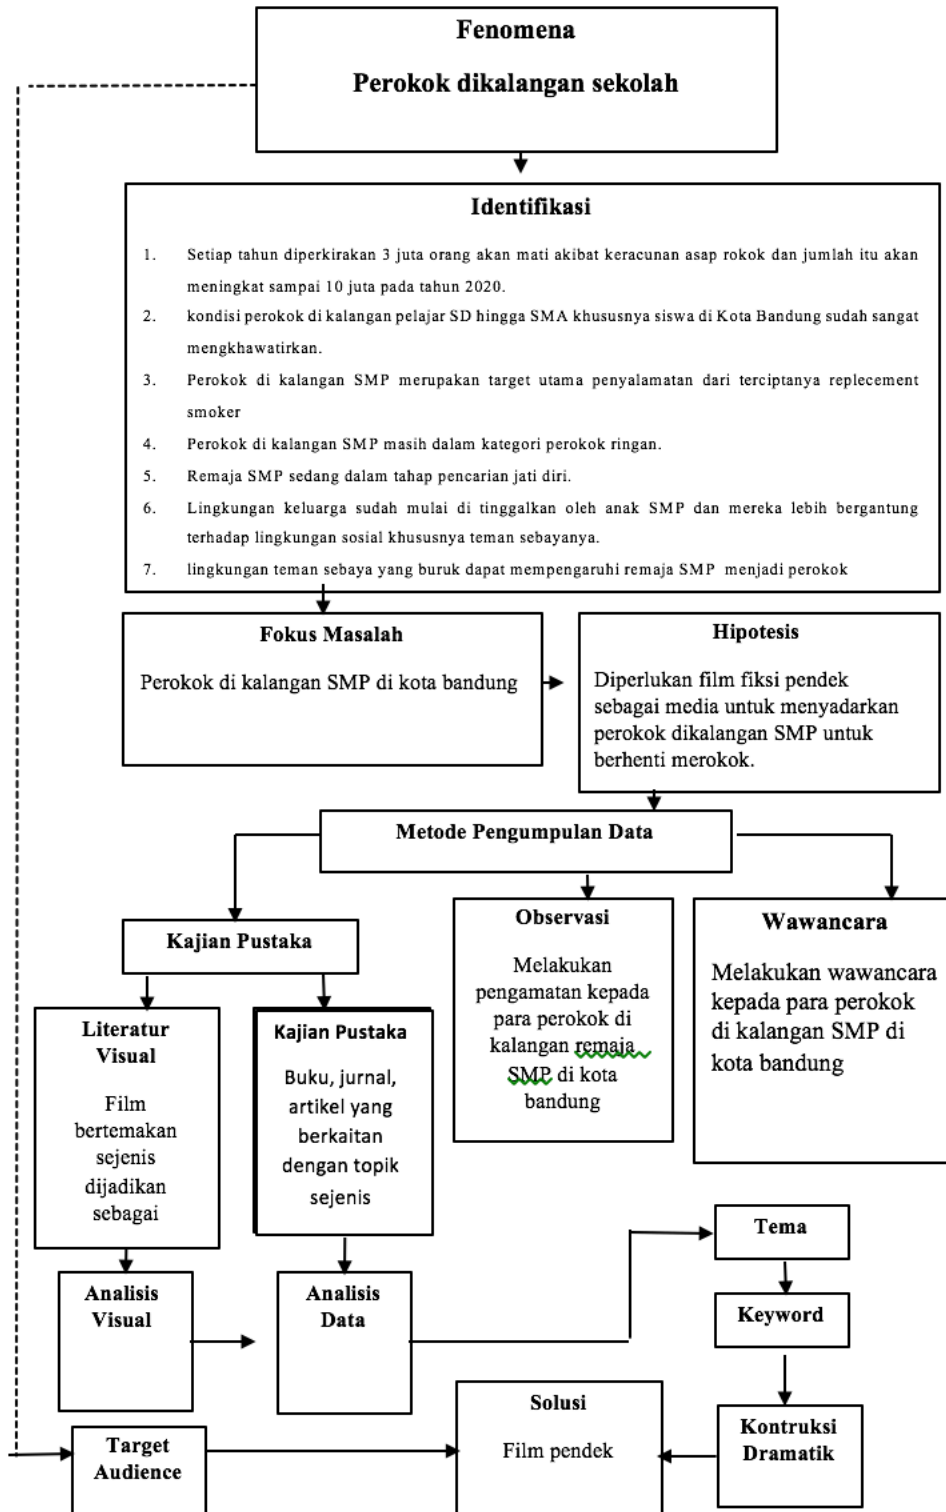 Fenomena
Perokok dikalangan sekolah
Identifikasi
1. Setiap tahun diperkirakan 3 juta orang akan mati akibat keracunan asap rokok dan jumlah itu akan
meningkat sampai 10 juta pada tahun 2020.
2. kondisi perokok di kalangan pelajar SD hingga SMA khususnya siswa di Kota Bandung sudah sangat
mengkhawatirkan.
3. Perokok di kalangan SMP merupakan target utama penyalamatan dari terciptanya replecement
smoker
4. Perokok di kalangan SMP masih dalam kategori perokok ringan.
5. Remaja SMP sedang dalam tahap pencarian jati diri.
6. Lingkungan keluarga sudah mulai di tinggalkan oleh anak SMP dan mereka lebih bergantung
terhadap lingkungan sosial khususnya teman sebayanya.
7. lingkungan teman sebaya yang buruk dapat mempengaruhi remaja SMP menjadi perokok
Fokus Masalah
Perokok di kalangan SMP di kota bandung
Hipotesis
Diperlukan film fiksi pendek
sebagai media untuk menyadarkan
perokok dikalangan SMP untuk
berhenti merokok.
Metode Pengumpulan Data
Kajian Pustaka
Observasi
Melakukan
pengamatan kepada
para perokok di
kalangan remaja
SMP di kota
bandung
Wawancara
Melakukan wawancara
kepada para perokok
di kalangan SMP di
kota bandung
Literatur
Visual
Film
bertemakan
sejenis
dijadikan
sebagai
Kajian Pustaka
Buku, jurnal,
artikel yang
berkaitan
dengan topik
sejenis
Analisis
Visual
Analisis
Data
Tema
Keyword
Kontruksi
Dramatik
Solusi
Film pendek
Target
Audience